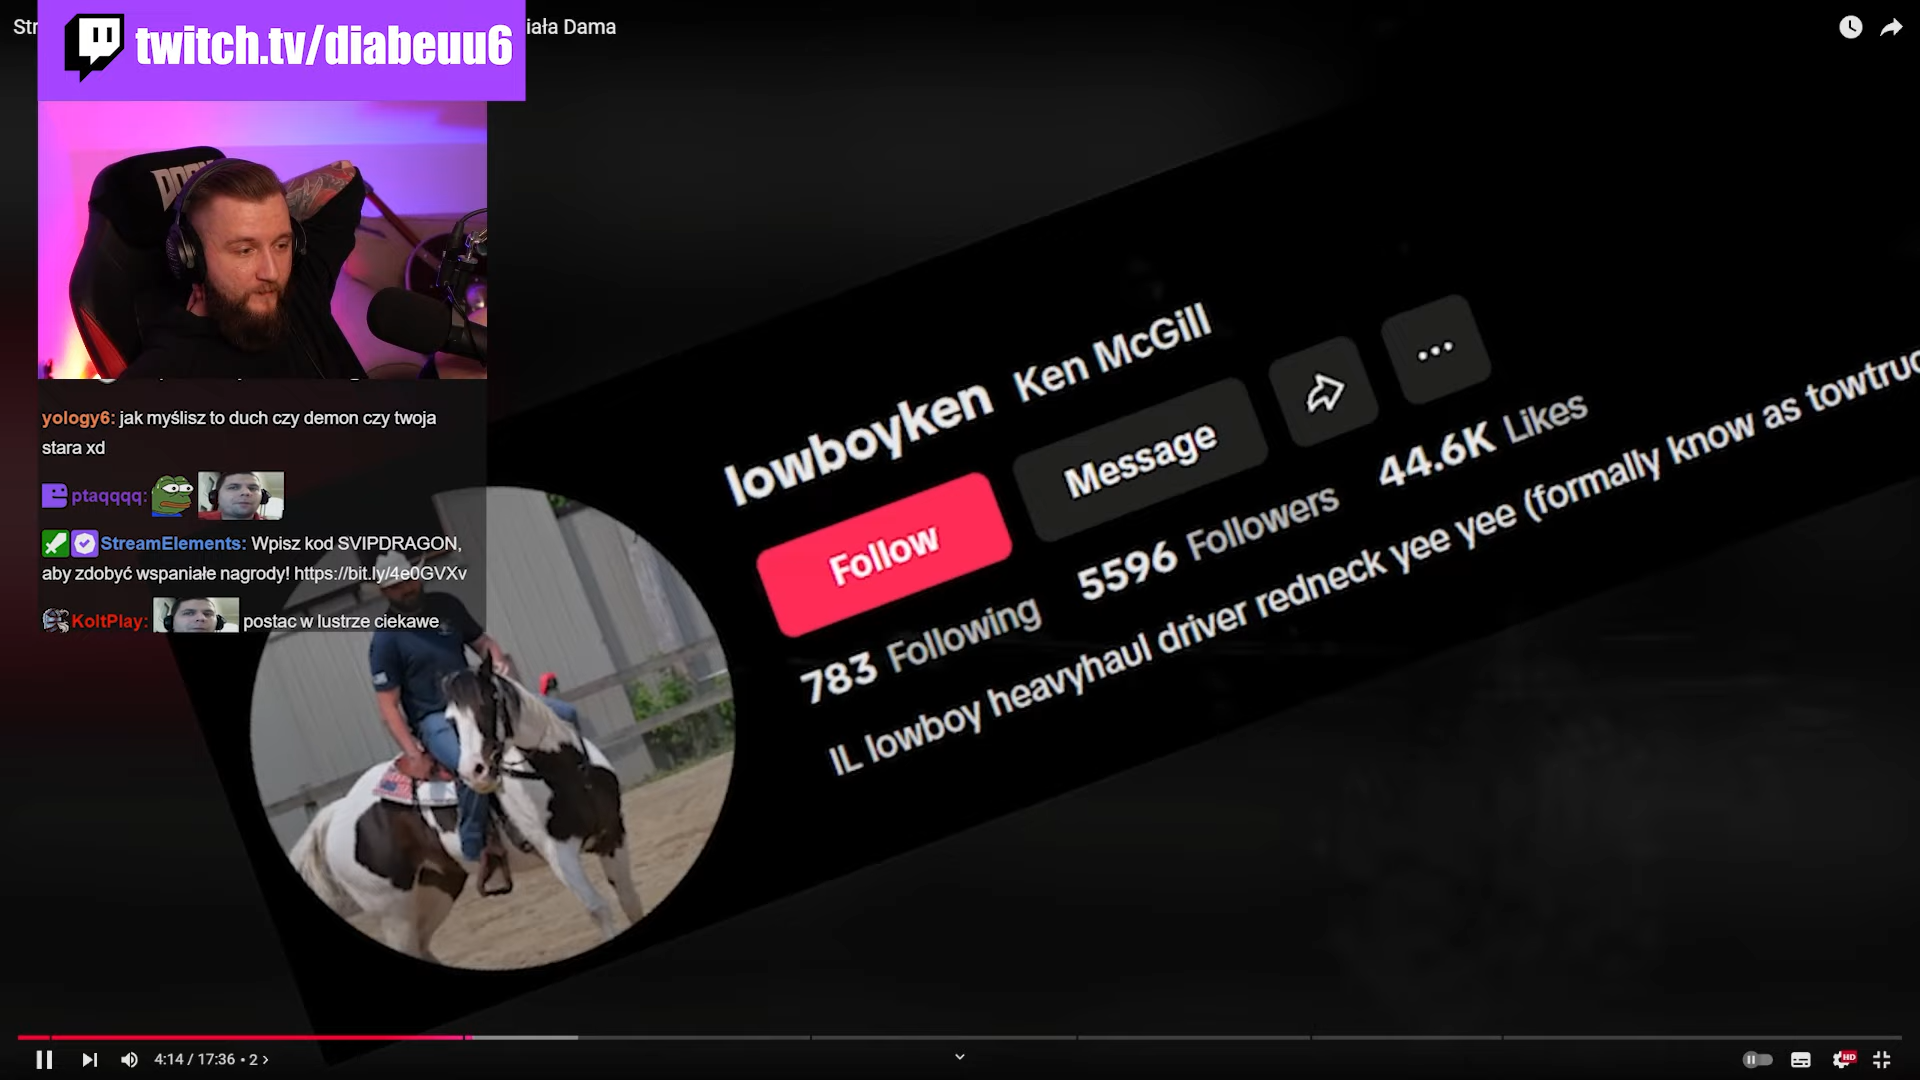 Str
iała Dama
twitch.tv/diabeuu6
yology6: jak myślisz to duch czy demon czy twoja
stara xd
ptaqqqq:
StreamElements: Wpisz kod SVIPDRAGON,
aby zdobyć wspaniałe nagrody! https://bit.ly/4e0GVXv
KoltPlay: postac w lustrze ciekawe
lowboyken Ken McGill
Follow
Message
783 Following
5596 Followers
44.6K Likes
IL lowboy heavyhaul driver redneck yee yee (formally know as towtruc
4:14 / 17:36 • 2 ›
HD